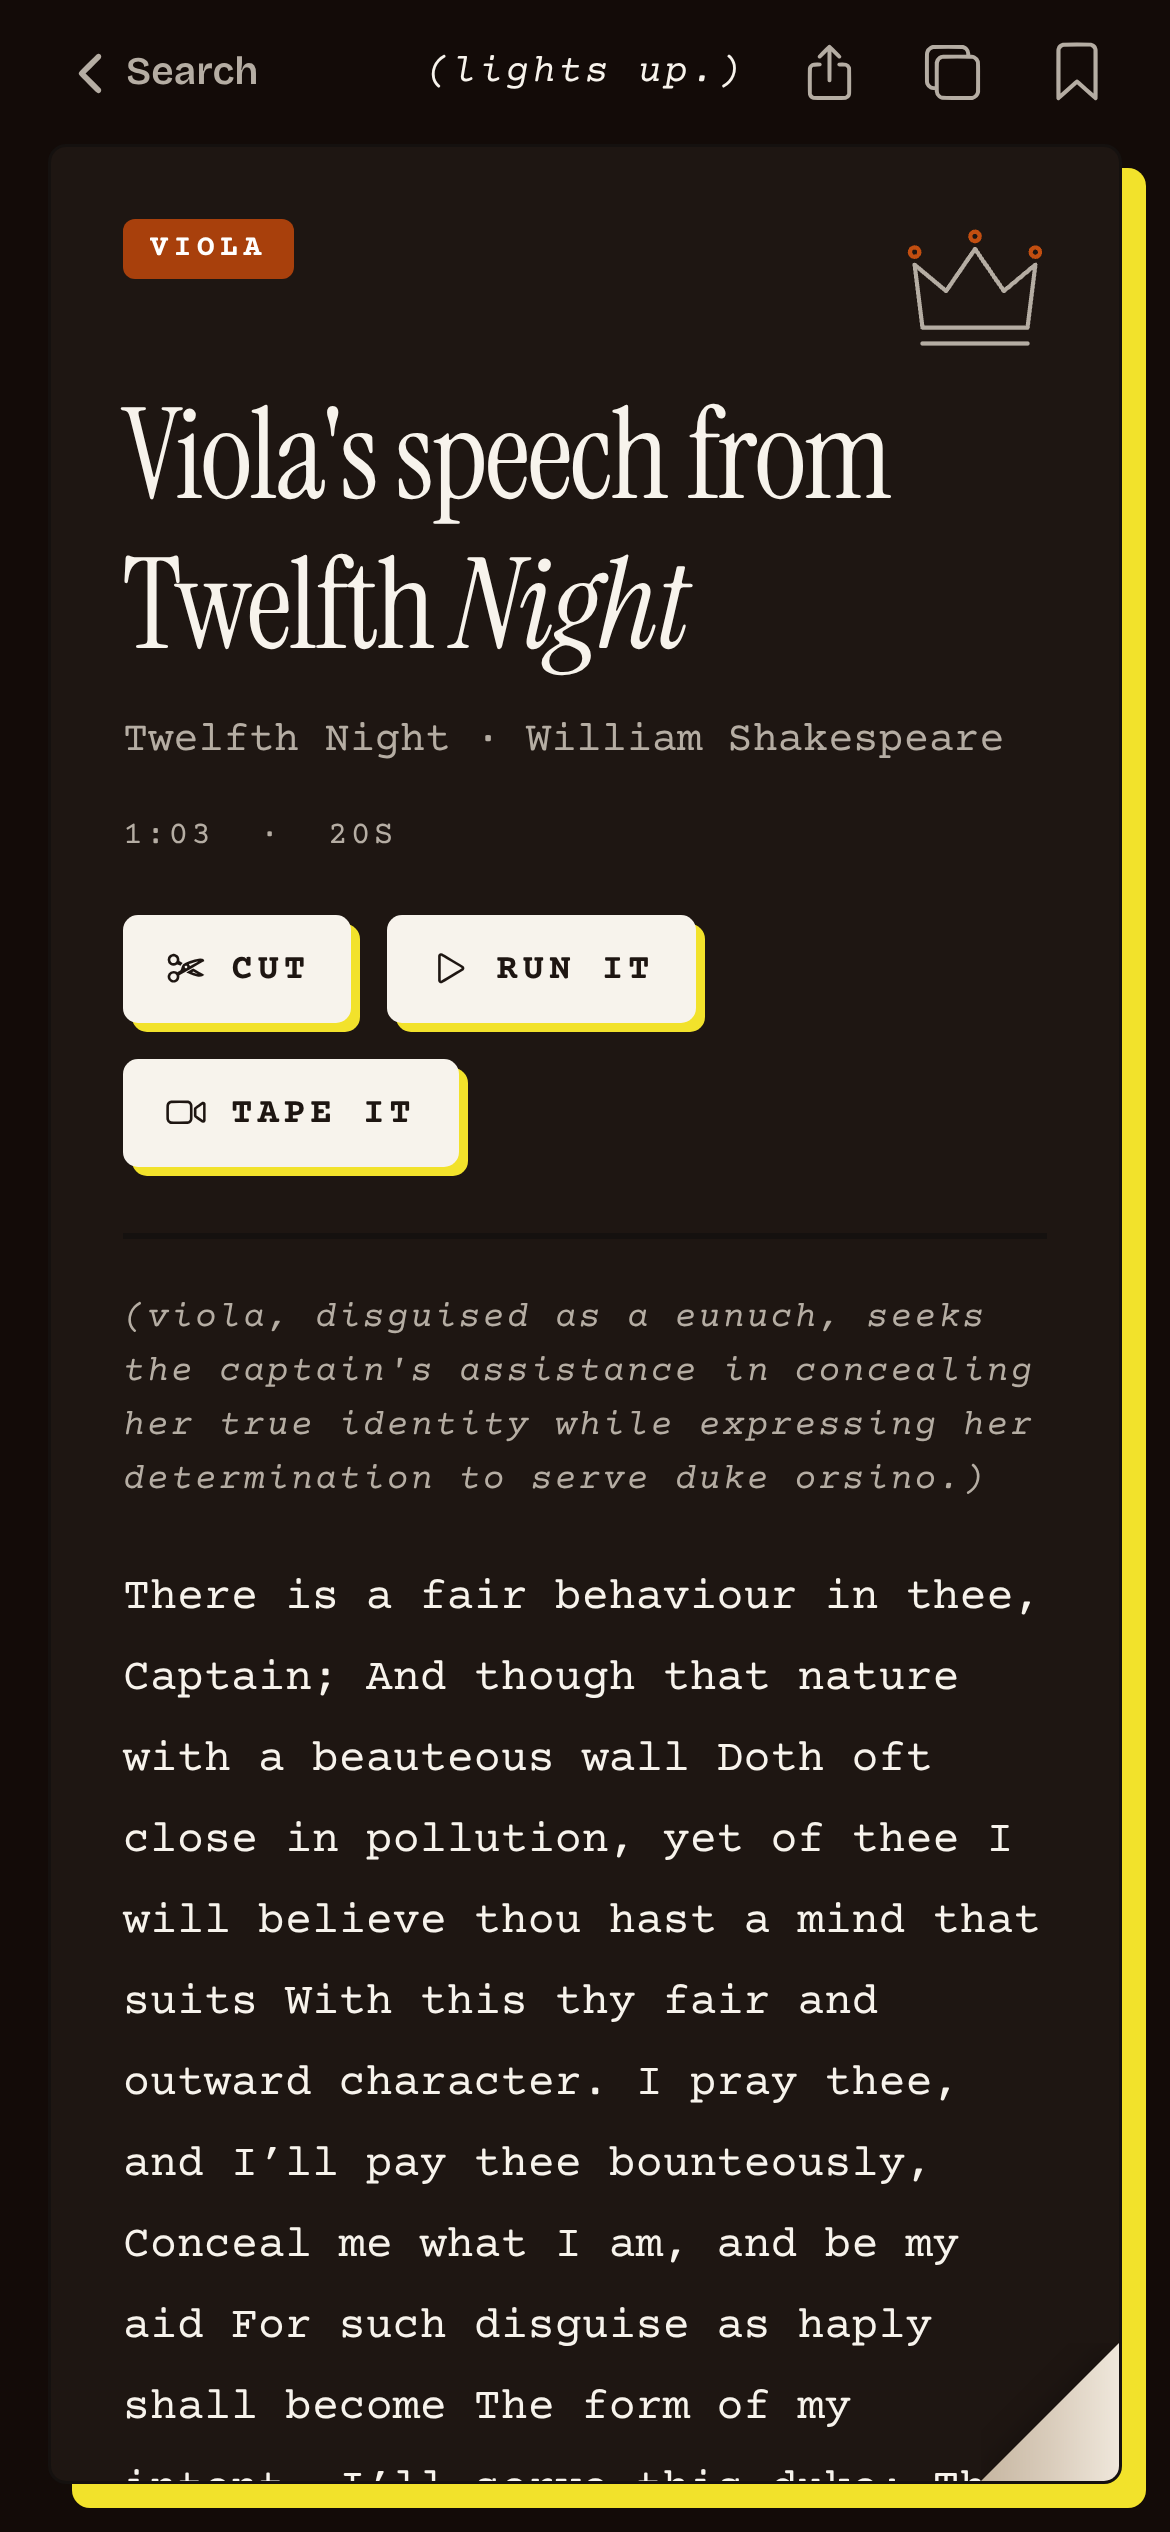 Search
(lights up.)
VIOLA
Viola's speech from
Twelfth Night
Twelfth Night · William Shakespeare
1:03 · 20S
CUT
RUN IT
TAPE IT
(viola, disguised as a eunuch, seeks
the captain's assistance in concealing
her true identity while expressing her
determination to serve duke orsino.)
There is a fair behaviour in thee,
Captain; And though that nature
with a beauteous wall Doth oft
close in pollution, yet of thee I
will believe thou hast a mind that
suits With this thy fair and
outward character. I pray thee,
and I’ll pay thee bounteously,
Conceal me what I am, and be my
aid For such disguise as haply
shall become The form of my
intent. I’ll serve this duke;